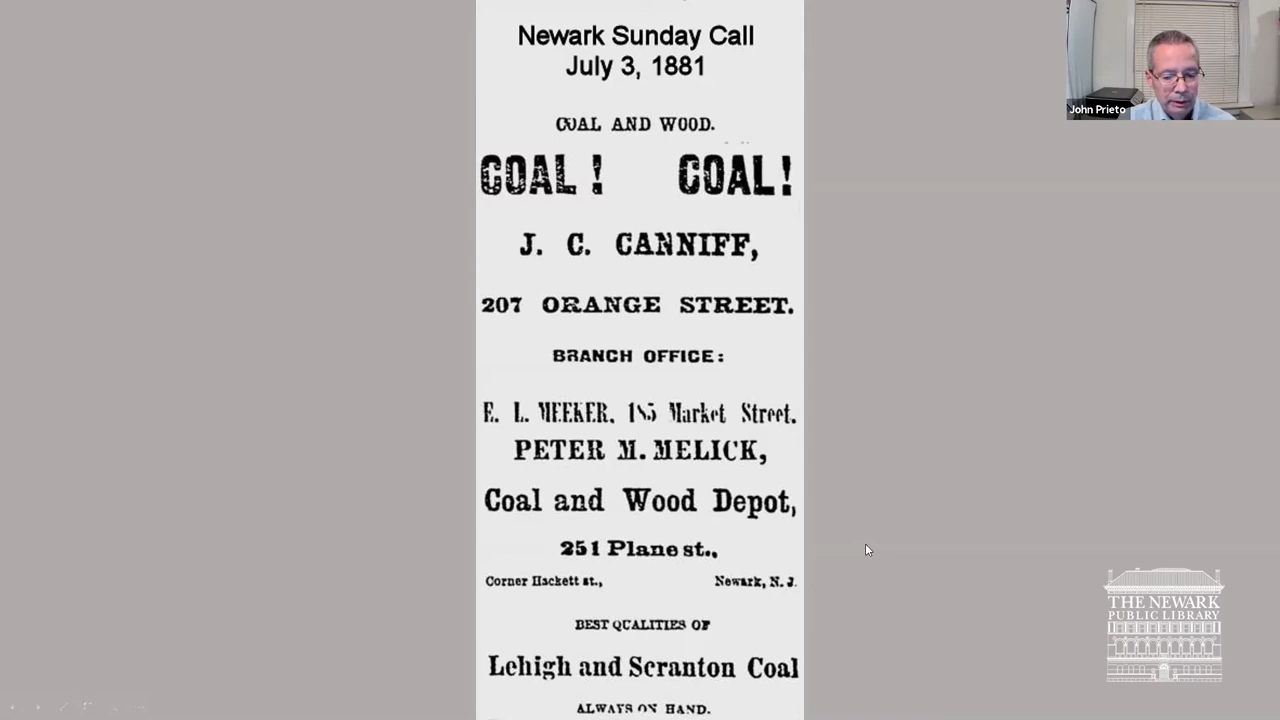 Newark Sunday Call
July 3, 1881
COAL AND WOOD.
COAL! COAL!
J. C. CANNIFF,
207 ORANGE STREET.
BRANCH OFFICE:
E. L. MEEKER, 185 Market Street.
PETER M. MELICK,
Coal and Wood Depot,
251 Plane st.,
Corner Hackett st., Newark, N. J.
BEST QUALITIES OF
Lehigh and Scranton Coal
ALWAYS ON HAND.
John Prieto
THE NEWARK
PUBLIC LIBRARY